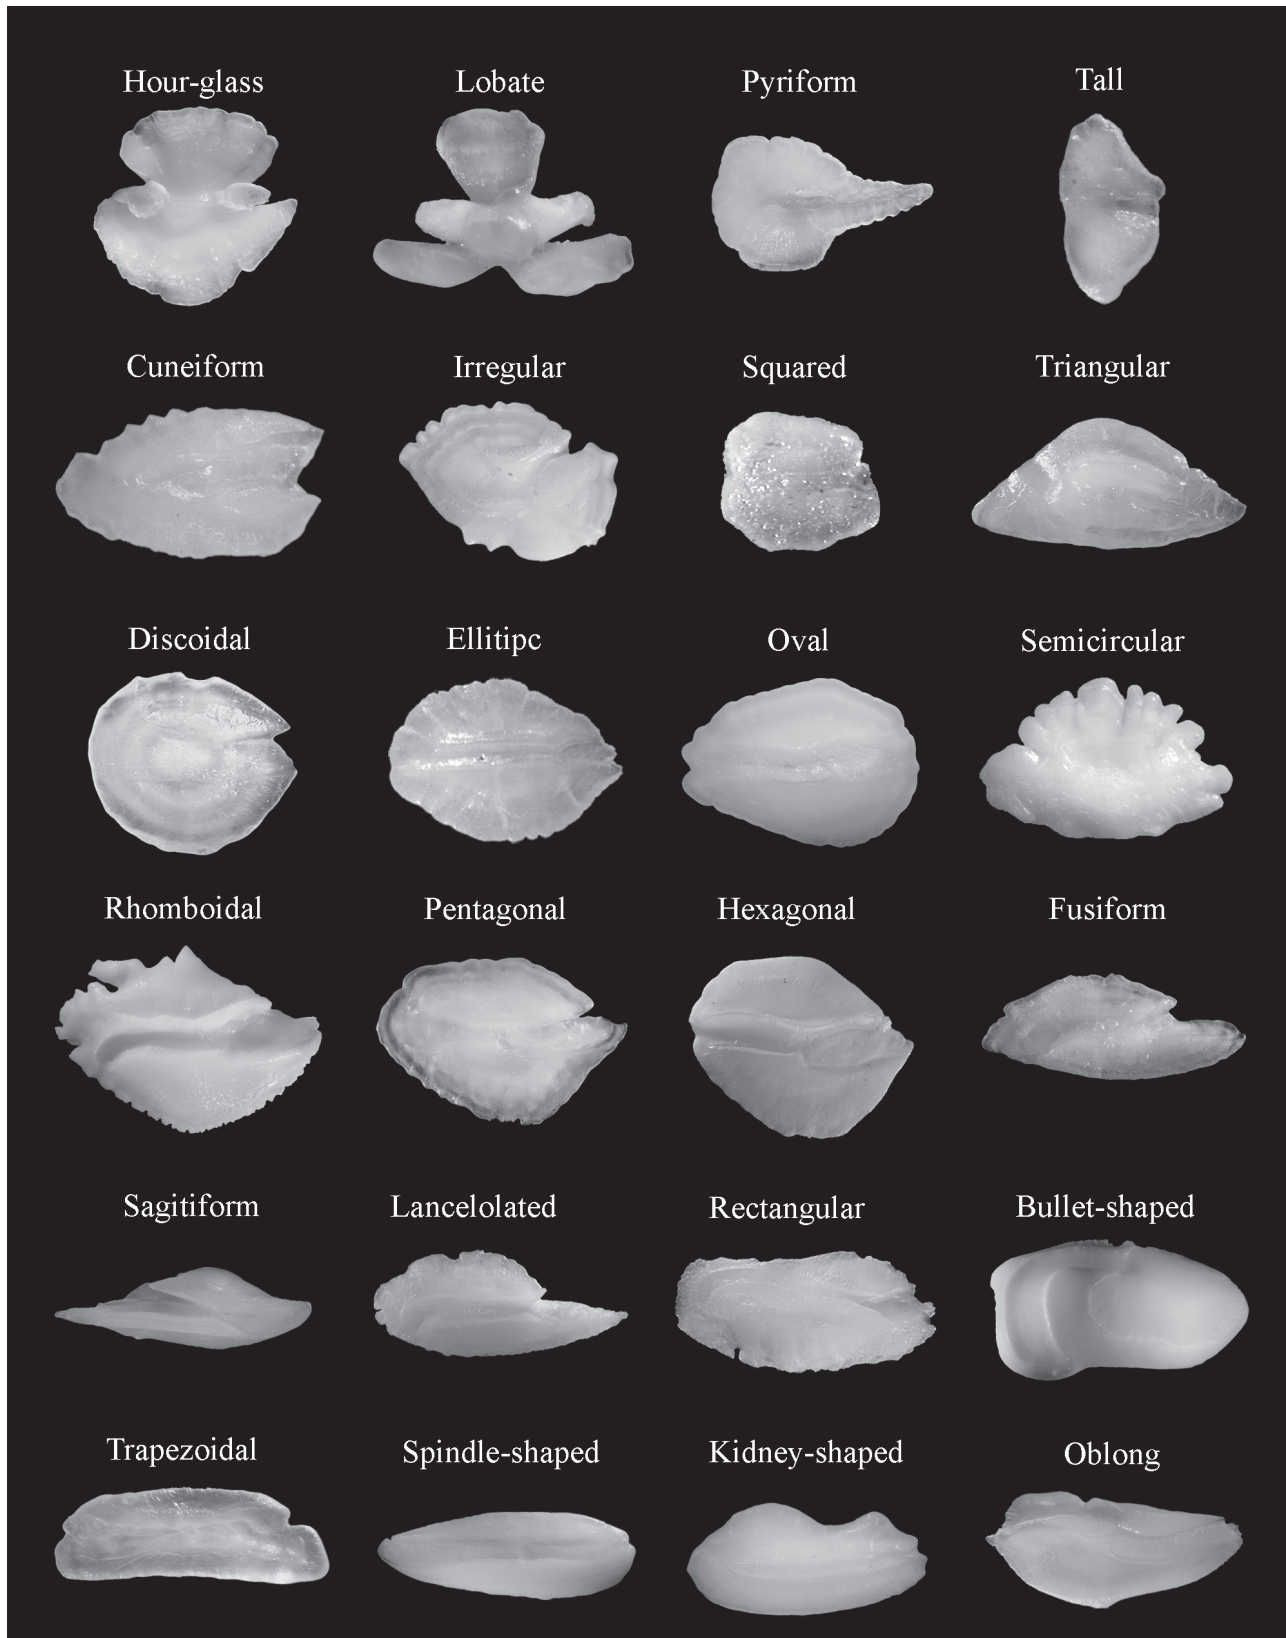 Hour-glass
Lobate
Pyriform
Tall
Cuneiform
Irregular
Squared
Triangular
Discoidal
Ellitipc
Oval
Semicircular
Rhomboidal
Pentagonal
Hexagonal
Fusiform
Sagitiform
Lancelolated
Rectangular
Bullet-shaped
Trapezoidal
Spindle-shaped
Kidney-shaped
Oblong